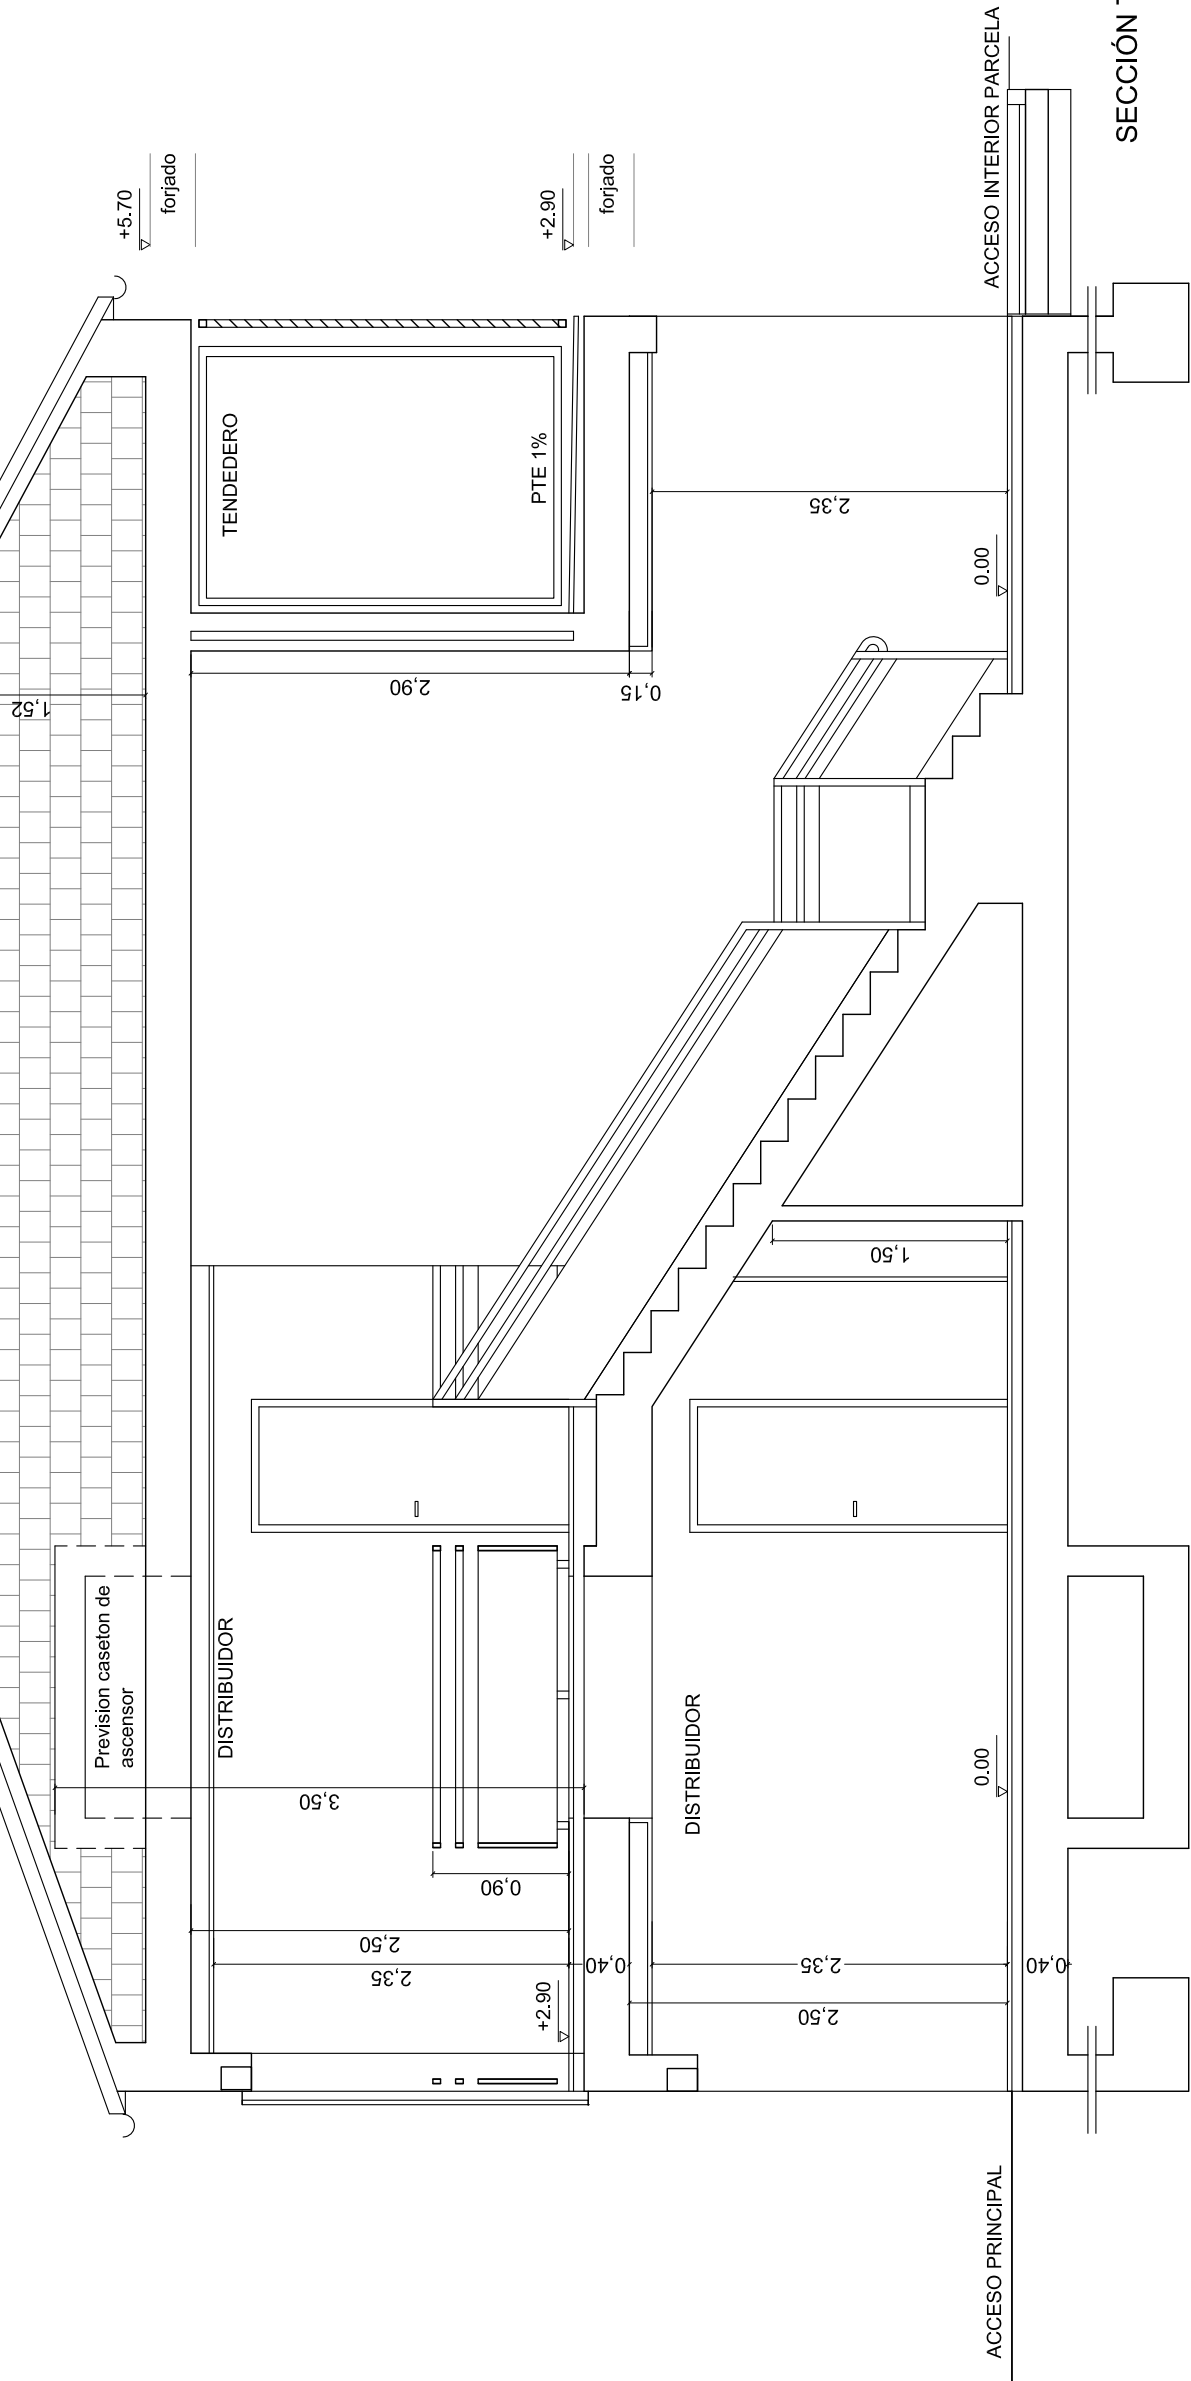 1,52
+5.70
forjado
Prevision caseton de
ascensor
DISTRIBUIDOR
TENDEDERO
3,50
2,90
2,50
2,35
0,90
PTE 1%
+2.90
+2.90
forjado
0,40
0,15
DISTRIBUIDOR
2,35
2,35
2,50
1,50
0.00
0.00
ACCESO PRINCIPAL
ACCESO INTERIOR PARCELA
0,40
SECCIÓN